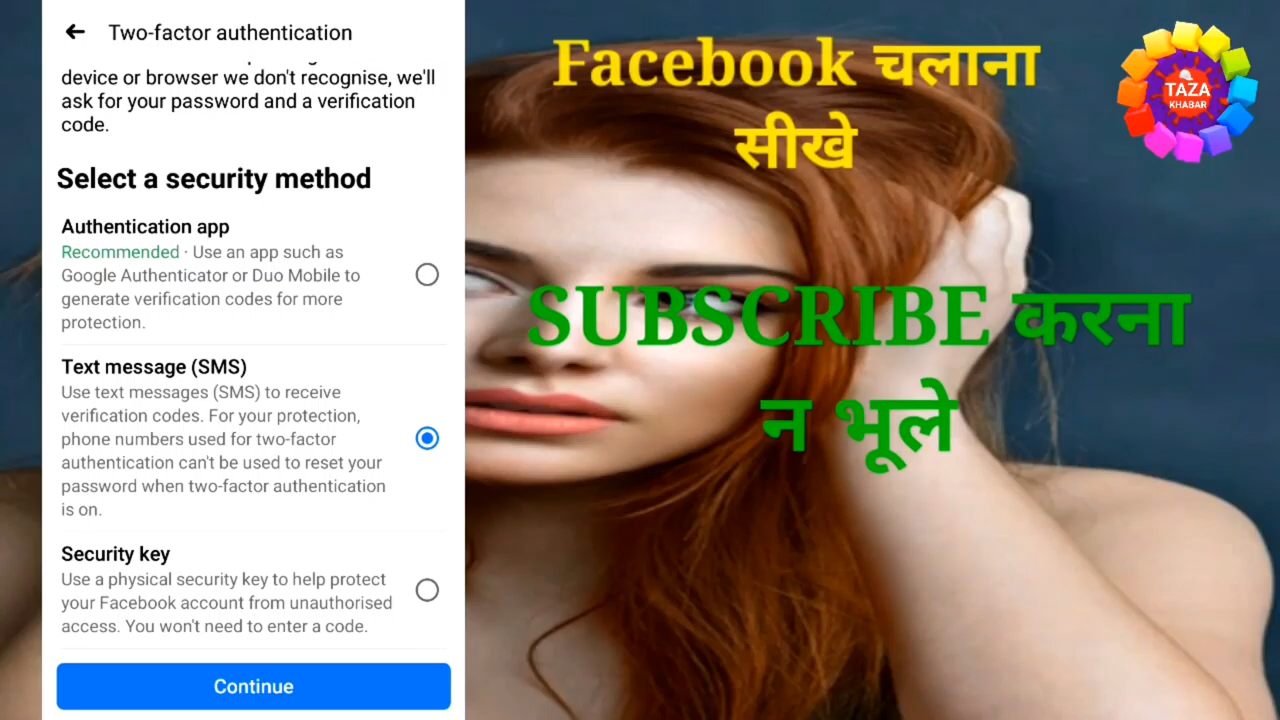 Two-factor authentication
device or browser we don't recognise, we'll
ask for your password and a verification
code.
Select a security method
Authentication app
Recommended · Use an app such as
Google Authenticator or Duo Mobile to
generate verification codes for more
protection.
Text message (SMS)
Use text messages (SMS) to receive
verification codes. For your protection,
phone numbers used for two-factor
authentication can't be used to reset your
password when two-factor authentication
is on.
Security key
Use a physical security key to help protect
your Facebook account from unauthorised
access. You won't need to enter a code.
Continue
Facebook चलाना
सीखे
SUBSCRIBE करना
न भूले
TAZA
KHABAR